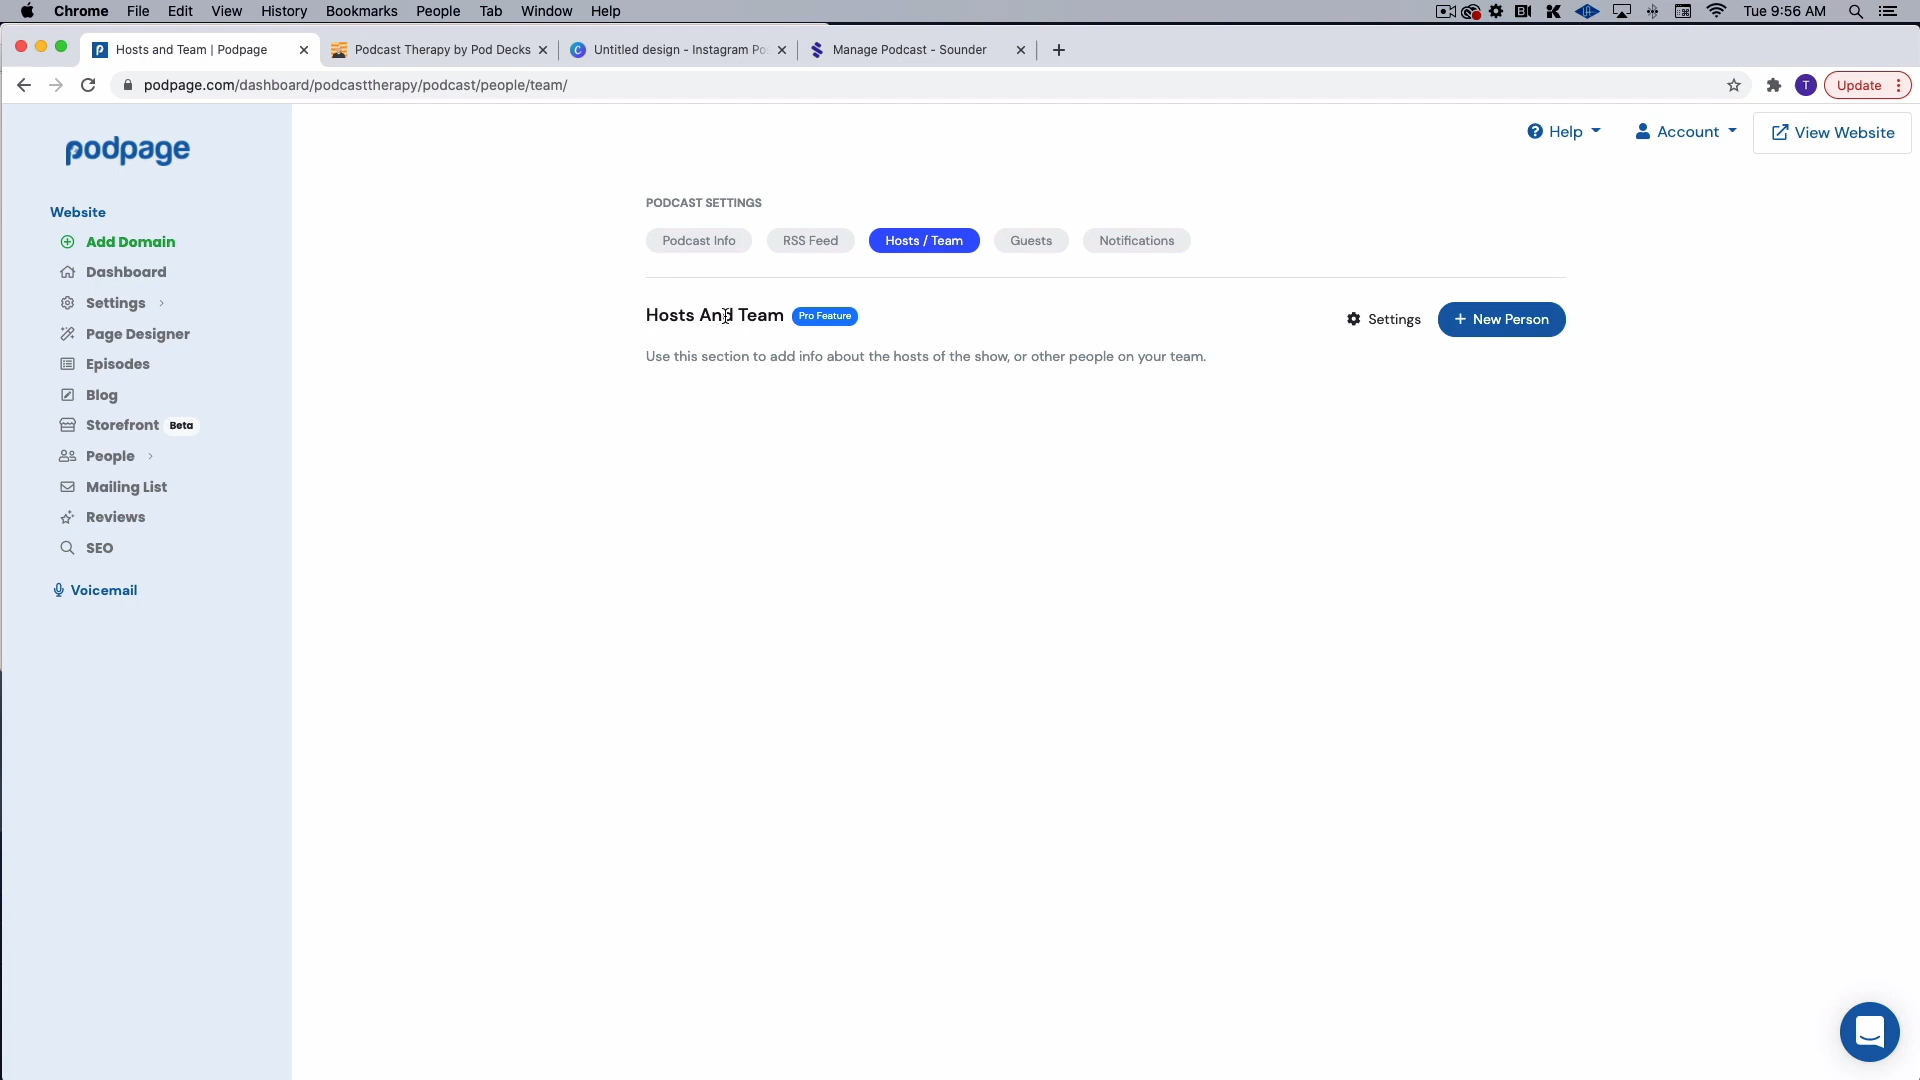 Chrome File Edit View History Bookmarks People Tab Window Help Tue 9:56 AM
Hosts and Team | Podpage Podcast Therapy by Pod Decks Untitled design - Instagram Po Manage Podcast - Sounder
podpage.com/dashboard/podcasttherapy/podcast/people/team/ T Update
podpage
Help Account View Website
Website
Add Domain
Dashboard
Settings
Page Designer
Episodes
Blog
Storefront Beta
People
Mailing List
Reviews
SEO
Voicemail
PODCAST SETTINGS
Podcast Info RSS Feed Hosts / Team Guests Notifications
Hosts And Team Pro Feature Settings + New Person
Use this section to add info about the hosts of the show, or other people on your team.